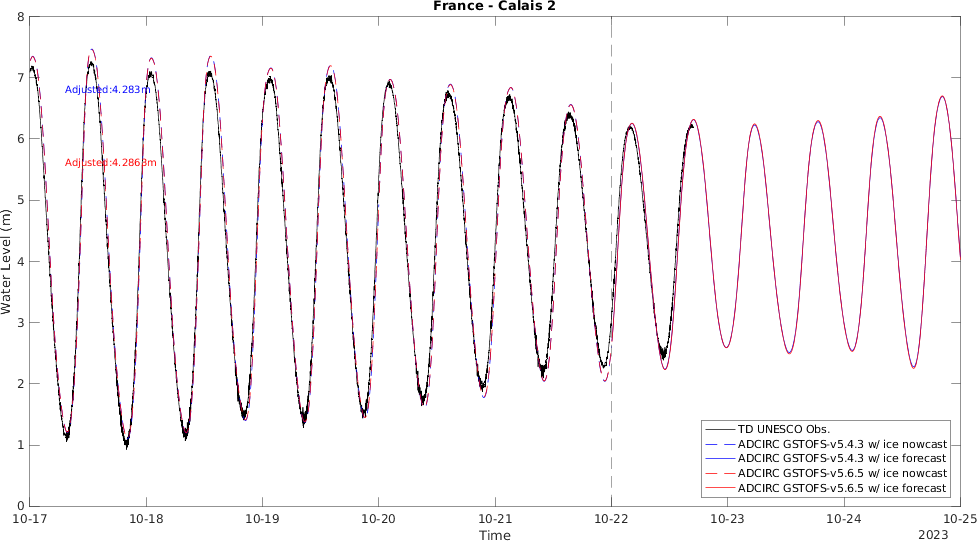 France - Calais 2
8
7
6
5
4
3
2
1
0
Water Level (m)
Adjusted:4.283m
Adjusted:4.2863m
TD UNESCO Obs.
ADCIRC GSTOFS-v5.4.3 w/ ice nowcast
ADCIRC GSTOFS-v5.4.3 w/ ice forecast
ADCIRC GSTOFS-v5.6.5 w/ ice nowcast
ADCIRC GSTOFS-v5.6.5 w/ ice forecast
10-17 10-18 10-19 10-20 10-21 10-22 10-23 10-24 10-25
Time
2023